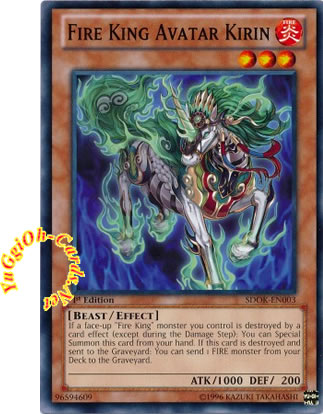 FIRE KING AVATAR KIRIN
FIRE
炎
YuGgiOh-Cards.Net
1st Edition
SDOK-EN003
[BEAST / EFFECT]
If a face-up "Fire King" monster you control is destroyed by a
card effect (except during the Damage Step): You can Special
Summon this card from your hand. If this card is destroyed and
sent to the Graveyard: You can send 1 FIRE monster from your
Deck to the Graveyard.
ATK/1000 DEF/ 200
96594609
©1996 KAZUKI TAKAHASHI